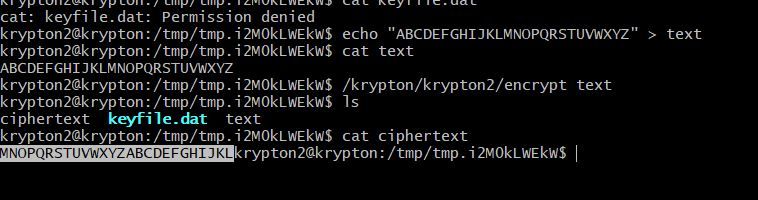 krypton2@krypton:/tmp/tmp.i2MOkLWEkW$ cat keyfile.dat
cat: keyfile.dat: Permission denied
krypton2@krypton:/tmp/tmp.i2MOkLWEkW$ echo "ABCDEFGHIJKLMNOPQRSTUVWXYZ" > text
krypton2@krypton:/tmp/tmp.i2MOkLWEkW$ cat text
ABCDEFGHIJKLMNOPQRSTUVWXYZ
krypton2@krypton:/tmp/tmp.i2MOkLWEkW$ /krypton/krypton2/encrypt text
krypton2@krypton:/tmp/tmp.i2MOkLWEkW$ ls
ciphertext keyfile.dat text
krypton2@krypton:/tmp/tmp.i2MOkLWEkW$ cat ciphertext
MNOPQRSTUVWXYZABCDEFGHIJKLkrypton2@krypton:/tmp/tmp.i2MOkLWEkW$